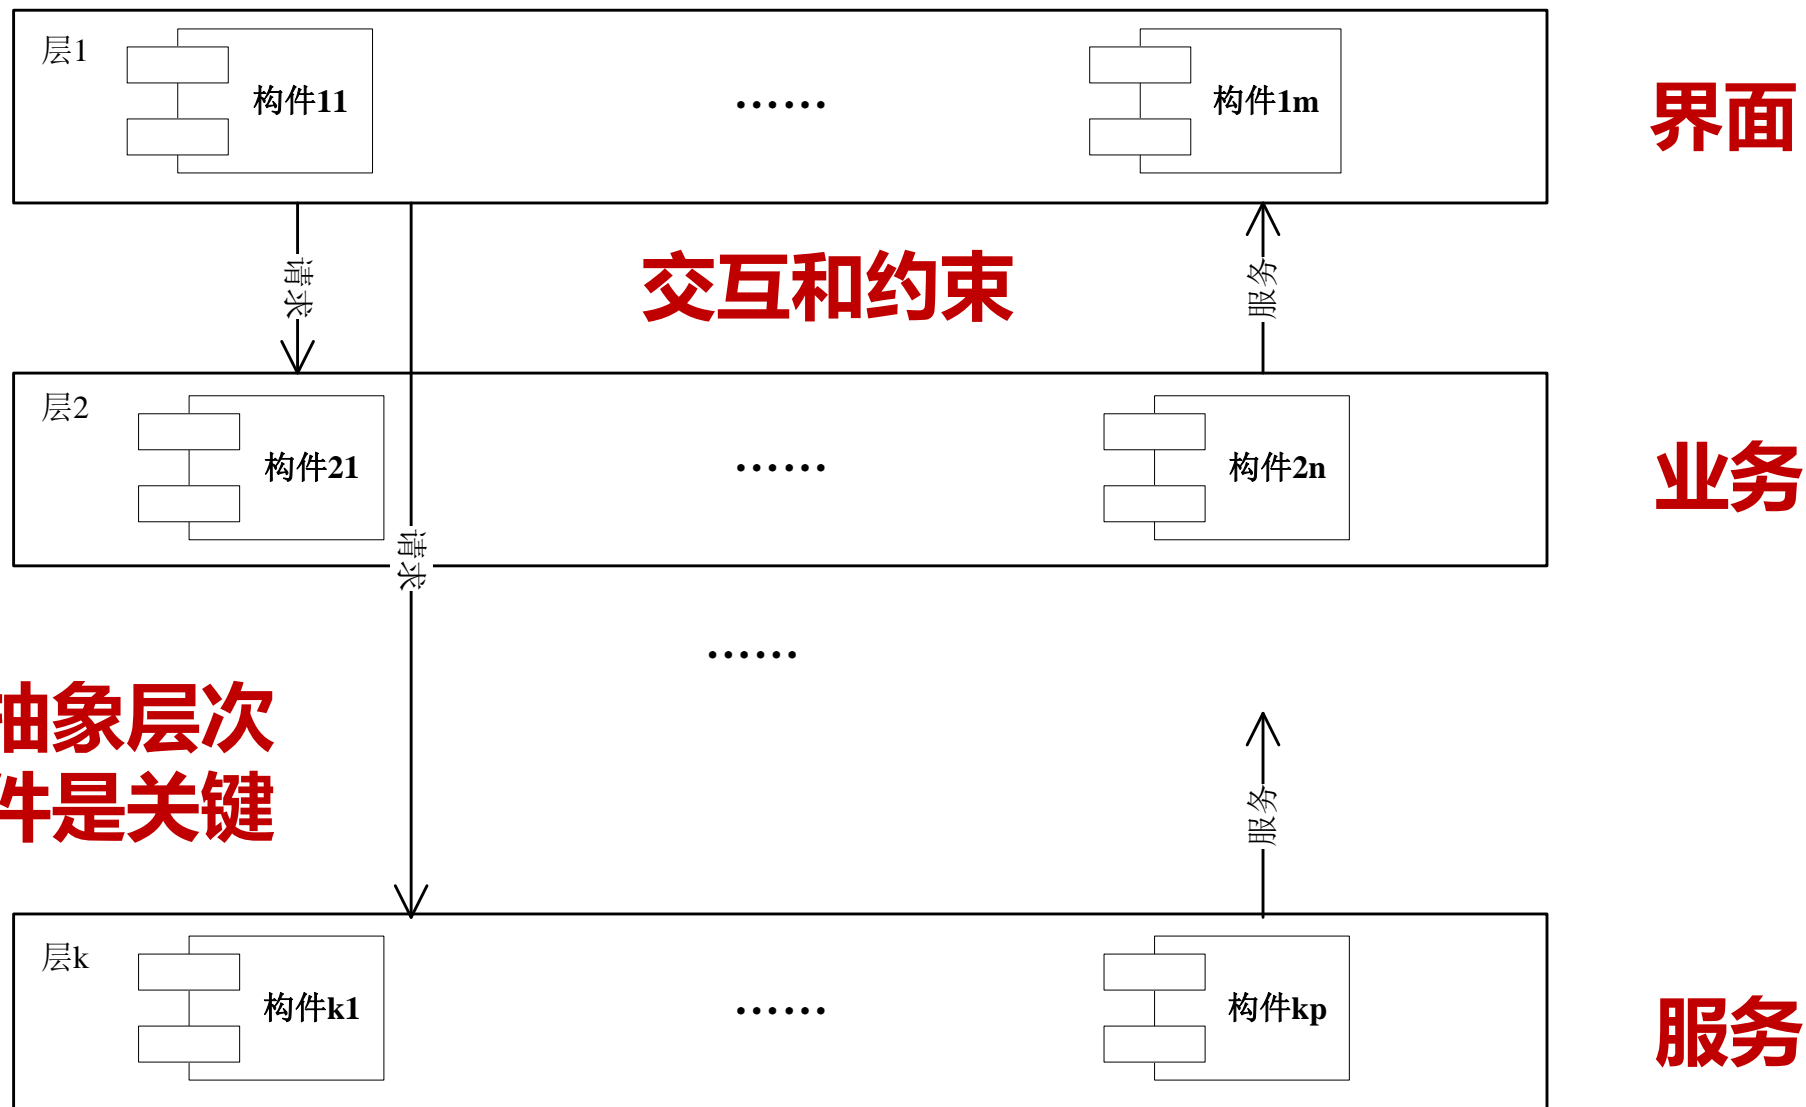 层1
构件11
……
构件1m
界面
请求
交互和约束
服务
层2
构件21
……
构件2n
业务
请求
……
抽象层次
件是关键
服务
层k
构件k1
……
构件kp
服务